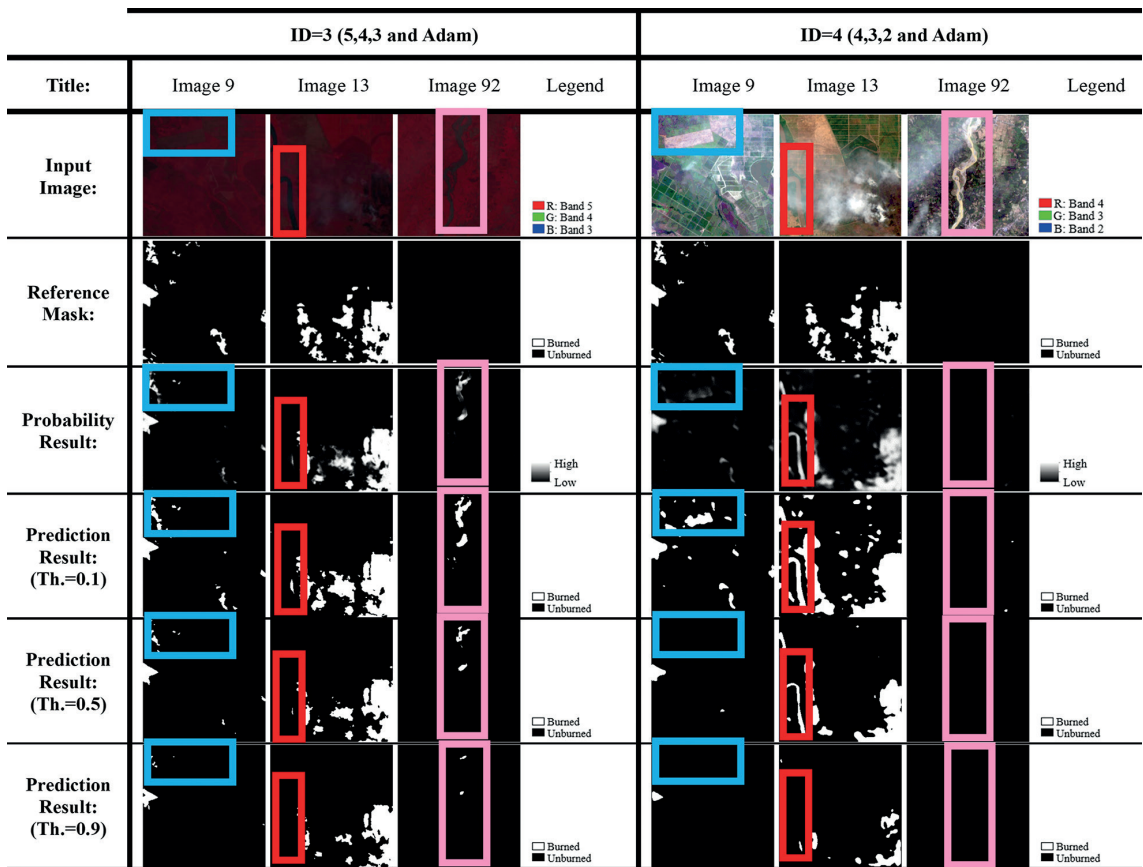 ID=3 (5,4,3 and Adam)
ID=4 (4,3,2 and Adam)
Title:
Image 9
Image 13
Image 92
Legend
Image 9
Image 13
Image 92
Legend
Input
Image:
R: Band 5
G: Band 4
B: Band 3
R: Band 4
G: Band 3
B: Band 2
Reference
Mask:
Burned
Unburned
Burned
Unburned
Probability
Result:
High
Low
High
Low
Prediction
Result:
(Th.=0.1)
Burned
Unburned
Burned
Unburned
Prediction
Result:
(Th.=0.5)
Burned
Unburned
Burned
Unburned
Prediction
Result:
(Th.=0.9)
Burned
Unburned
Burned
Unburned